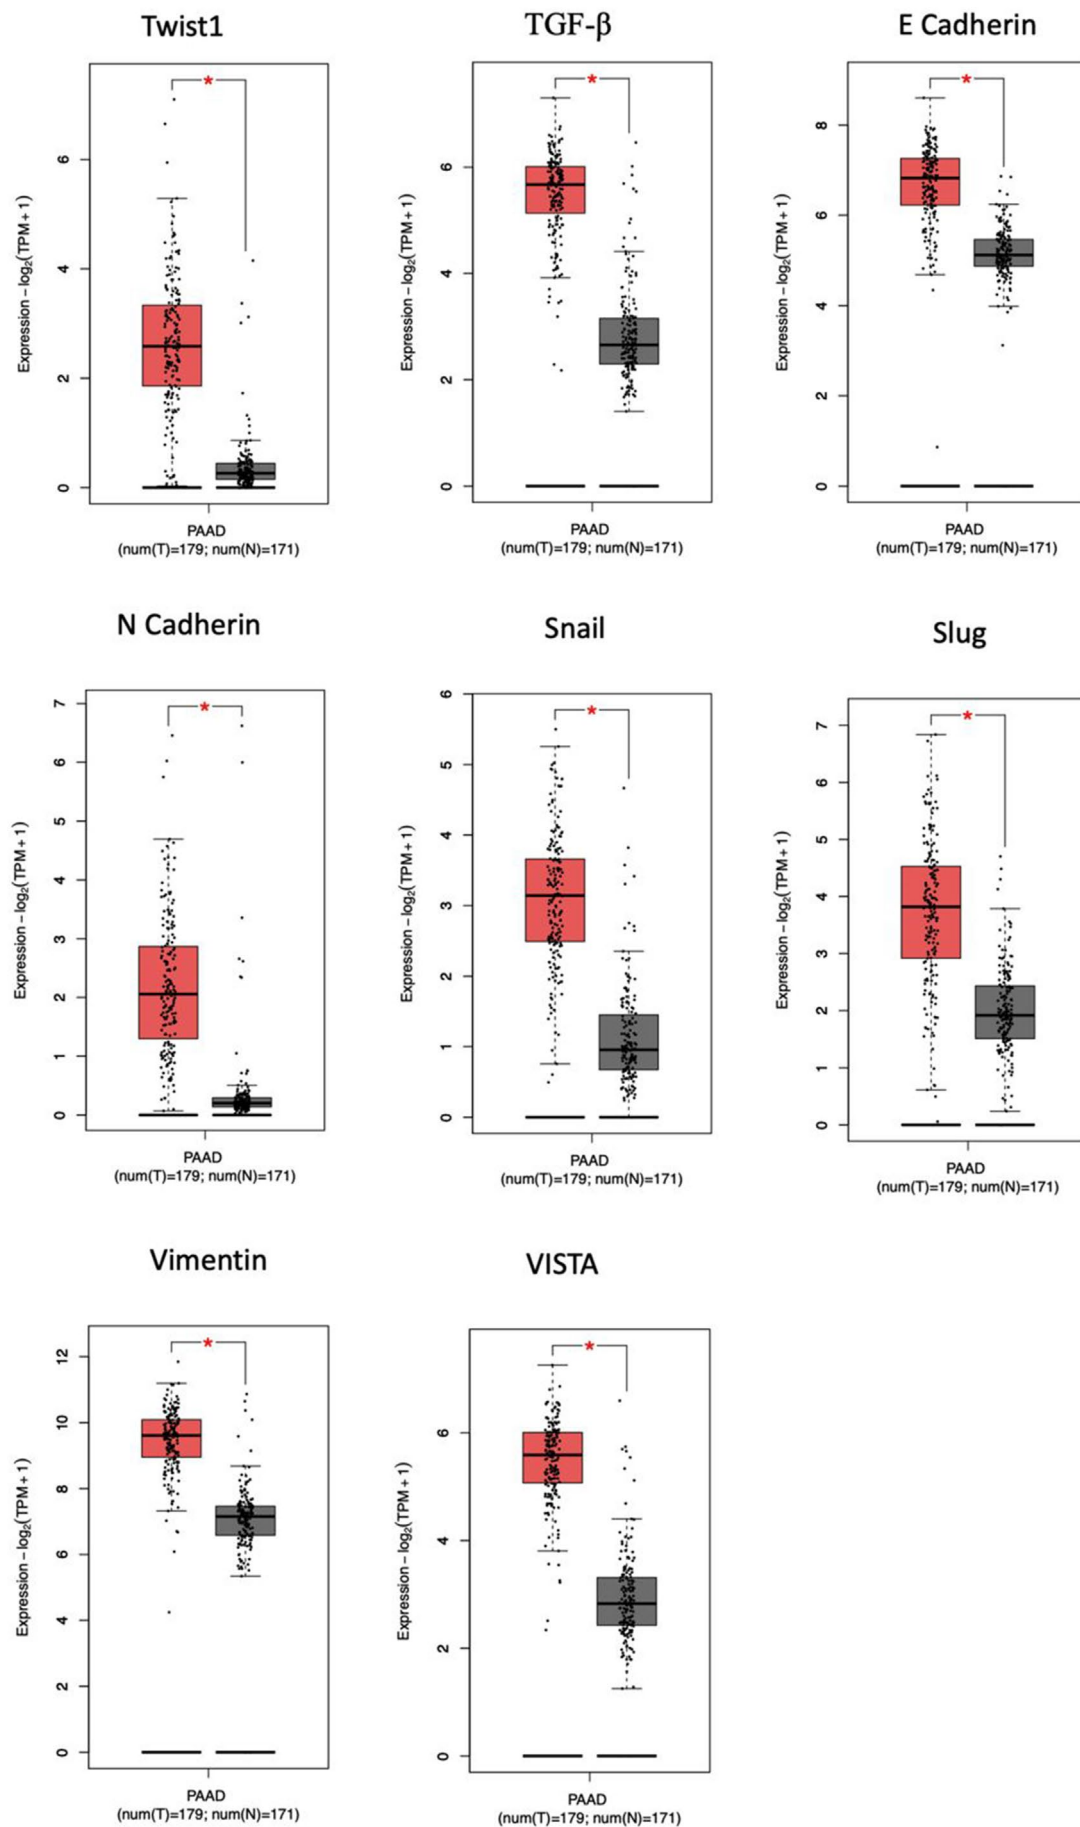 Twist1
TGF-β
E Cadherin
*
*
*
Expression – log₂(TPM + 1)
6
4
2
0
Expression – log₂(TPM + 1)
6
4
2
0
Expression – log₂(TPM + 1)
8
6
4
2
0
PAAD
(num(T)=179; num(N)=171)
PAAD
(num(T)=179; num(N)=171)
PAAD
(num(T)=179; num(N)=171)
N Cadherin
Snail
Slug
*
*
*
Expression – log₂(TPM + 1)
7
6
5
4
3
2
1
0
Expression – log₂(TPM + 1)
6
5
4
3
2
1
0
Expression – log₂(TPM + 1)
7
6
5
4
3
2
1
0
PAAD
(num(T)=179; num(N)=171)
PAAD
(num(T)=179; num(N)=171)
PAAD
(num(T)=179; num(N)=171)
Vimentin
VISTA
*
*
Expression – log₂(TPM + 1)
12
10
8
6
4
2
0
Expression – log₂(TPM + 1)
6
4
2
0
PAAD
(num(T)=179; num(N)=171)
PAAD
(num(T)=179; num(N)=171)